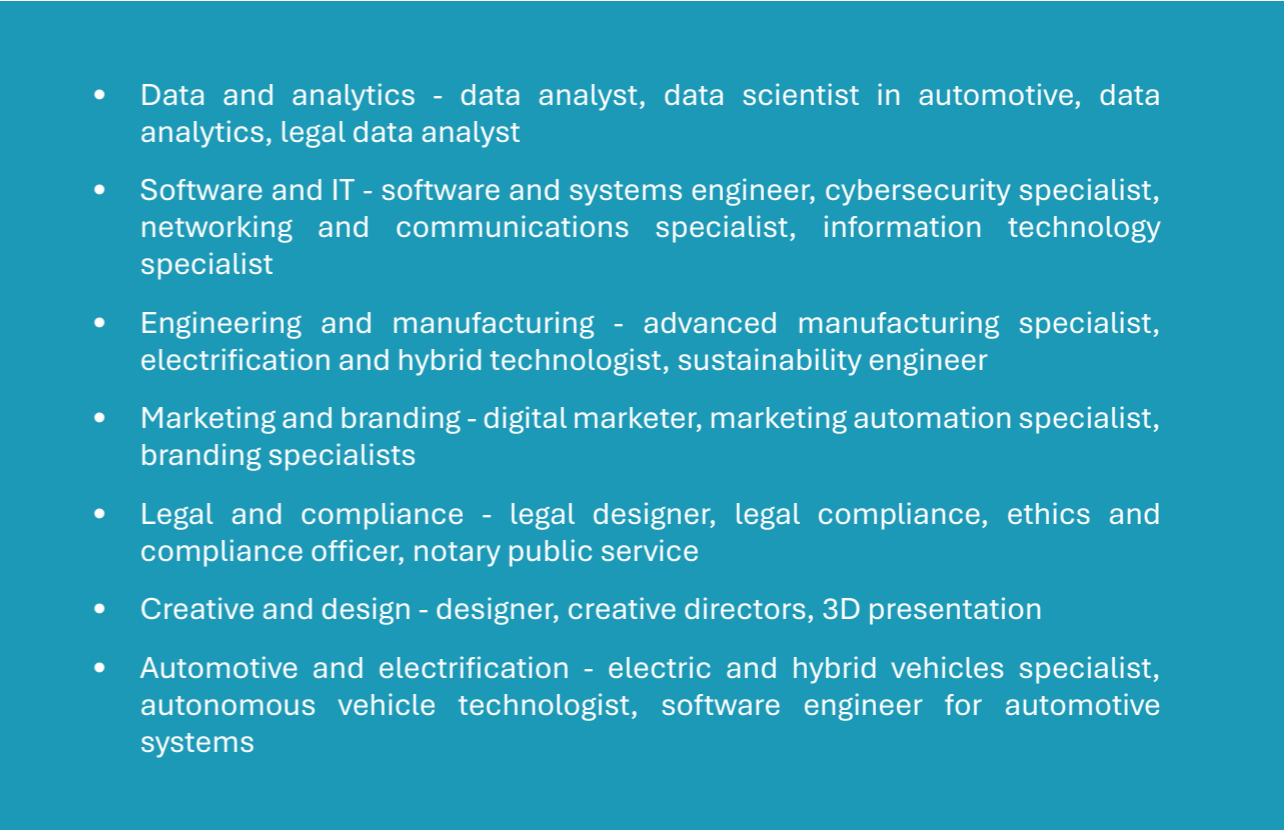 • Data and analytics - data analyst, data scientist in automotive, data
analytics, legal data analyst
• Software and IT - software and systems engineer, cybersecurity specialist,
networking and communications specialist, information technology
specialist
• Engineering and manufacturing - advanced manufacturing specialist,
electrification and hybrid technologist, sustainability engineer
• Marketing and branding - digital marketer, marketing automation specialist,
branding specialists
• Legal and compliance - legal designer, legal compliance, ethics and
compliance officer, notary public service
• Creative and design - designer, creative directors, 3D presentation
• Automotive and electrification - electric and hybrid vehicles specialist,
autonomous vehicle technologist, software engineer for automotive
systems